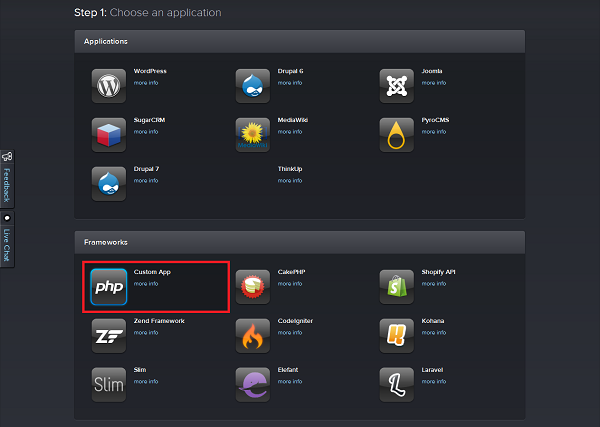 Step 1: Choose an application
Applications
WordPress
more info
Drupal 6
more info
Joomla
more info
SugarCRM
more info
MediaWiki
more info
PyroCMS
more info
Drupal 7
more info
ThinkUp
more info
Feedback
Live Chat
Frameworks
php
Custom App
more info
CakePHP
more info
Shopify API
more info
Zend Framework
more info
CodeIgniter
more info
Kohana
more info
Slim
Slim
more info
Elefant
more info
Laravel
more info